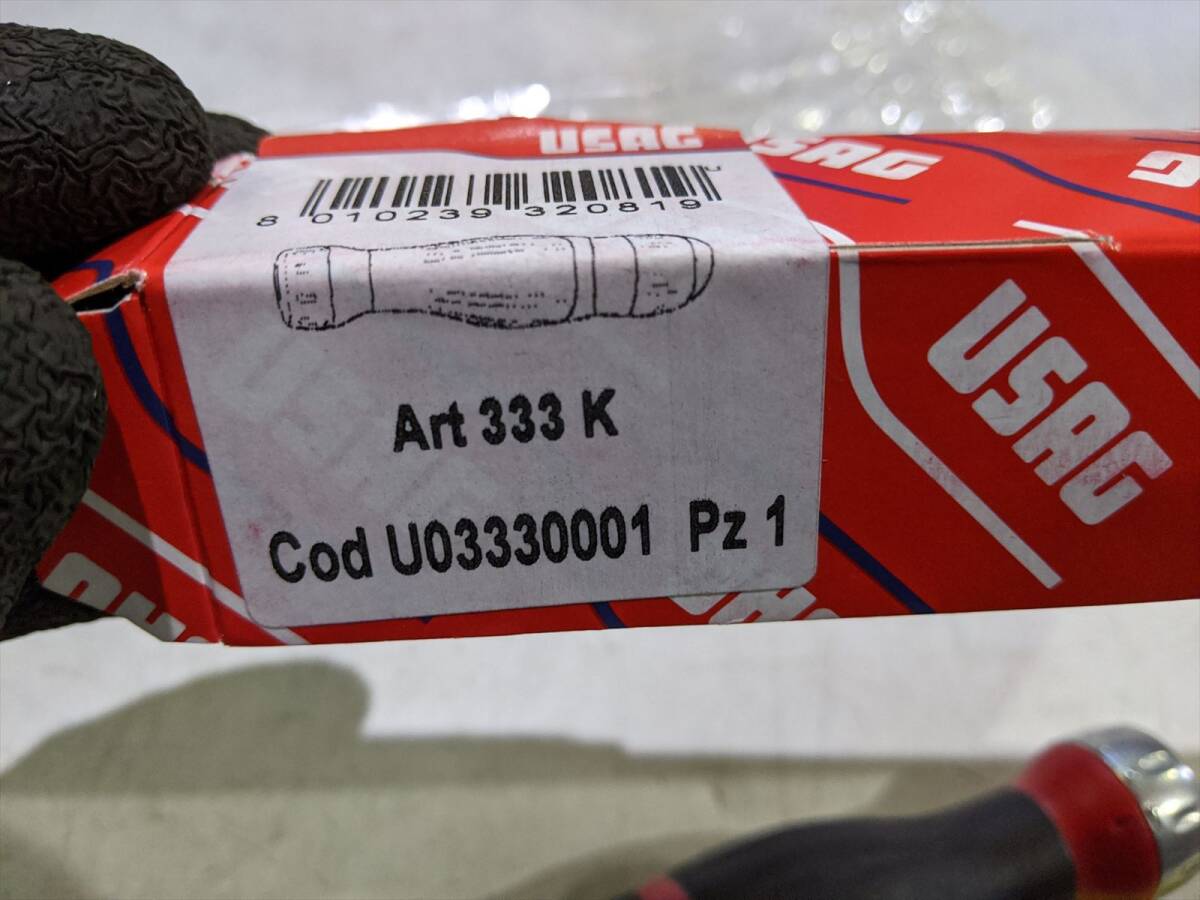 USAG
USAG
8 010239 320819
Art 333 K
Cod U03330001 Pz 1
USAG